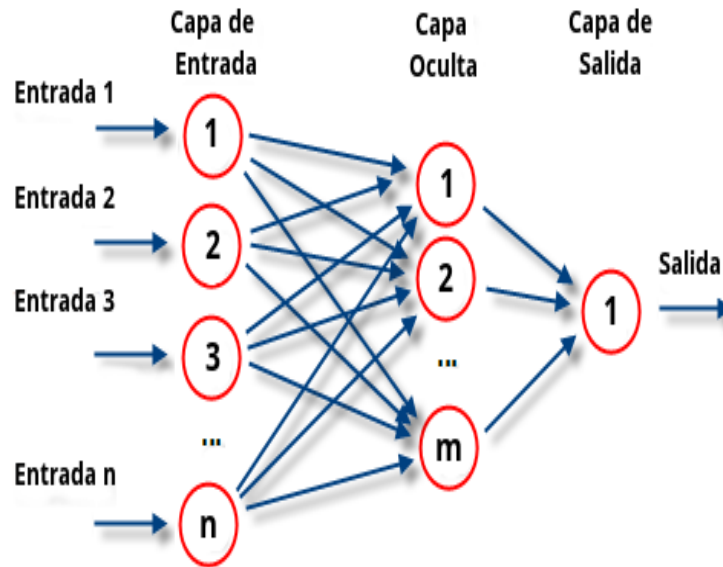 Capa de
Entrada
Capa
Oculta
Capa de
Salida
Entrada 1
1
Entrada 2
2
Entrada 3
3
...
Entrada n
n
1
2
...
m
1
Salida